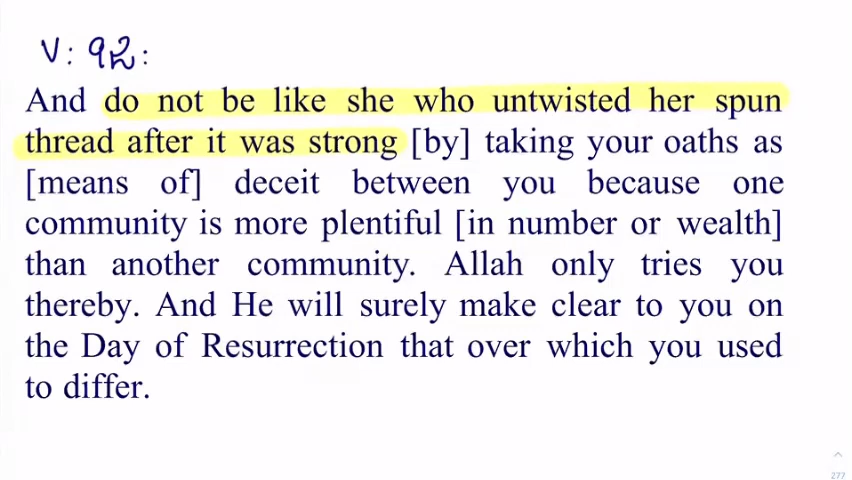 V: 92:
And do not be like she who untwisted her spun
thread after it was strong [by] taking your oaths as
[means of] deceit between you because one
community is more plentiful [in number or wealth]
than another community. Allah only tries you
thereby. And He will surely make clear to you on
the Day of Resurrection that over which you used
to differ.
277